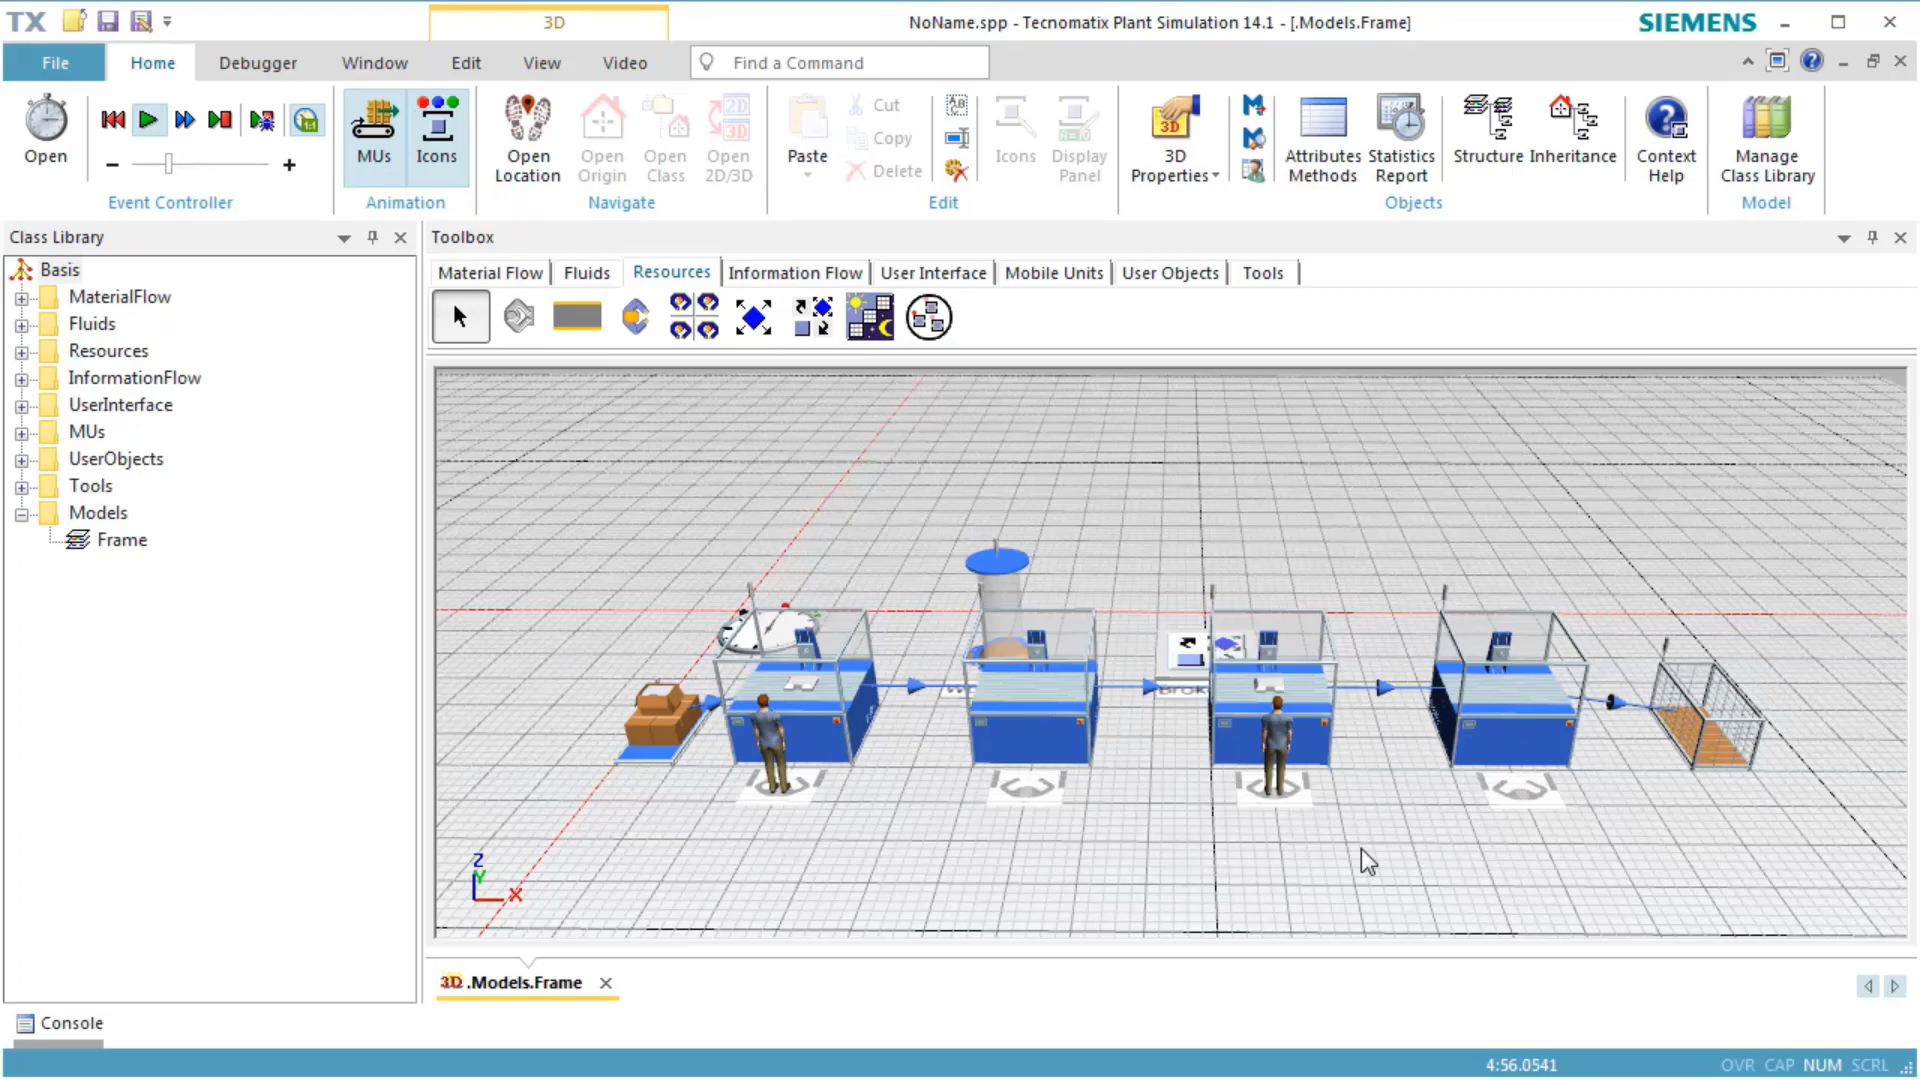 TX
3D
NoName.spp - Tecnomatix Plant Simulation 14.1 - [.Models.Frame]
SIEMENS
File
Home
Debugger
Window
Edit
View
Video
Find a Command
Open
Event Controller
MUs
Icons
Animation
Open
Location
Open
Origin
Open
Class
Open
2D/3D
Navigate
Paste
Cut
Copy
Delete
Icons
Display
Panel
Edit
3D
Properties
Attributes
Methods
Statistics
Report
Structure
Inheritance
Objects
Context
Help
Manage
Class Library
Model
Class Library
Basis
MaterialFlow
Fluids
Resources
InformationFlow
UserInterface
MUs
UserObjects
Tools
Models
Frame
Toolbox
Material Flow
Fluids
Resources
Information Flow
User Interface
Mobile Units
User Objects
Tools
Z
Y
X
3D .Models.Frame
Console
4:56.0541
OVR CAP NUM SCRL